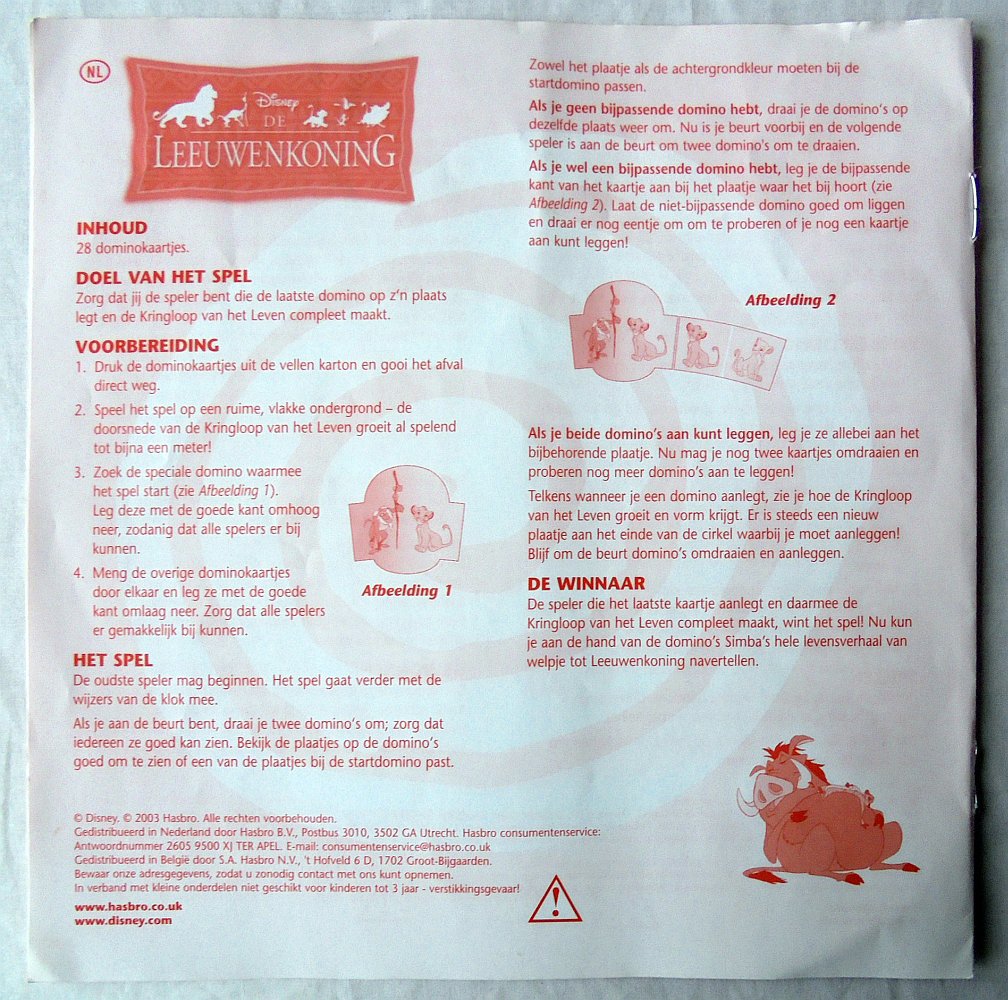 NL
Disney
DE
LEEUWENKONING
INHOUD
28 dominokaartjes.
DOEL VAN HET SPEL
Zorg dat jij de speler bent die de laatste domino op z'n plaats
legt en de Kringloop van het Leven compleet maakt.
VOORBEREIDING
1. Druk de dominokaartjes uit de vellen karton en gooi het afval
direct weg.
2. Speel het spel op een ruime, vlakke ondergrond – de
doorsnede van de Kringloop van het Leven groeit al spelend
tot bijna een meter!
3. Zoek de speciale domino waarmee
het spel start (zie Afbeelding 1).
Leg deze met de goede kant omhoog
neer, zodanig dat alle spelers er bij
kunnen.
Afbeelding 1
4. Meng de overige dominokaartjes
door elkaar en leg ze met de goede
kant omlaag neer. Zorg dat alle spelers
er gemakkelijk bij kunnen.
HET SPEL
De oudste speler mag beginnen. Het spel gaat verder met de
wijzers van de klok mee.
Als je aan de beurt bent, draai je twee domino's om; zorg dat
iedereen ze goed kan zien. Bekijk de plaatjes op de domino's
goed om te zien of een van de plaatjes bij de startdomino past.
Zowel het plaatje als de achtergrondkleur moeten bij de
startdomino passen.
Als je geen bijpassende domino hebt, draai je de domino's op
dezelfde plaats weer om. Nu is je beurt voorbij en de volgende
speler is aan de beurt om twee domino's om te draaien.
Als je wel een bijpassende domino hebt, leg je de bijpassende
kant van het kaartje aan bij het plaatje waar het bij hoort (zie
Afbeelding 2). Laat de niet-bijpassende domino goed om liggen
en draai er nog eentje om om te proberen of je nog een kaartje
aan kunt leggen!
Afbeelding 2
Als je beide domino's aan kunt leggen, leg je ze allebei aan het
bijbehorende plaatje. Nu mag je nog twee kaartjes omdraaien en
proberen nog meer domino's aan te leggen!
Telkens wanneer je een domino aanlegt, zie je hoe de Kringloop
van het Leven groeit en vorm krijgt. Er is steeds een nieuw
plaatje aan het einde van de cirkel waarbij je moet aanleggen!
Blijf om de beurt domino's omdraaien en aanleggen.
DE WINNAAR
De speler die het laatste kaartje aanlegt en daarmee de
Kringloop van het Leven compleet maakt, wint het spel! Nu kun
je aan de hand van de domino's Simba's hele levensverhaal van
welpje tot Leeuwenkoning navertellen.
© Disney. © 2003 Hasbro. Alle rechten voorbehouden.
Gedistribueerd in Nederland door Hasbro B.V., Postbus 3010, 3502 GA Utrecht. Hasbro consumentenservice:
Antwoordnummer 2605 9500 XJ TER APEL. E-mail: consumentenservice@hasbro.co.uk
Gedistribueerd in België door S.A. Hasbro N.V., 't Hofveld 6 D, 1702 Groot-Bijgaarden.
Bewaar onze adresgegevens, zodat u zonodig contact met ons kunt opnemen.
In verband met kleine onderdelen niet geschikt voor kinderen tot 3 jaar - verstikkingsgevaar!
www.hasbro.co.uk
www.disney.com